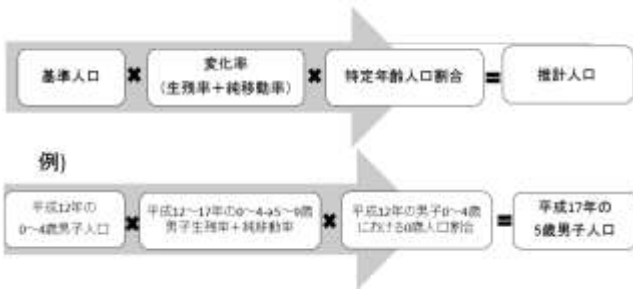 基準人口
×
変化率
(生残率+純移動率)
×
特定年齢人口割合
=
推計人口
例)
平成12年の
0~4歳男子人口
×
平成12~17年の0~4→5~9歳
男子生残率+純移動率
×
平成12年の男子0~4歳
における0歳人口割合
=
平成17年の
5歳男子人口